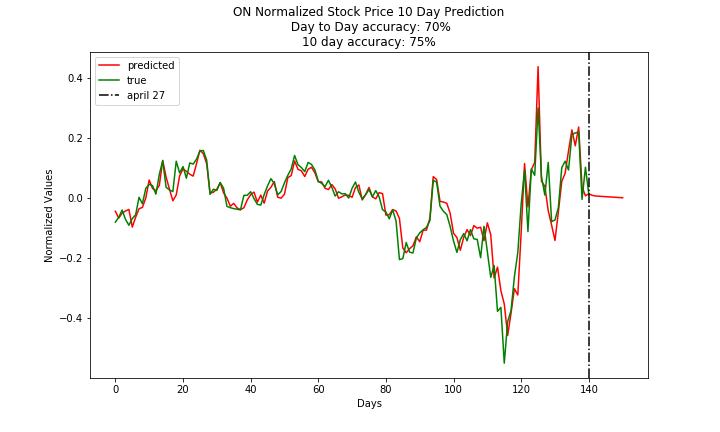 ON Normalized Stock Price 10 Day Prediction
Day to Day accuracy: 70%
10 day accuracy: 75%
predicted
true
april 27
Normalized Values
0.4
0.2
0.0
−0.2
−0.4
0
20
40
60
80
100
120
140
Days